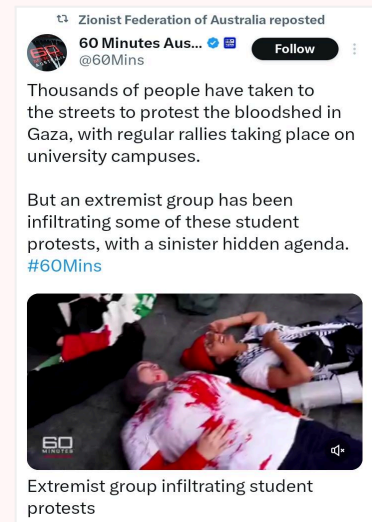 Zionist Federation of Australia reposted
60 Minutes Aus...
@60Mins
Follow
Thousands of people have taken to
the streets to protest the bloodshed in
Gaza, with regular rallies taking place on
university campuses.
But an extremist group has been
infiltrating some of these student
protests, with a sinister hidden agenda.
#60Mins
60
MINUTES
Extremist group infiltrating student
protests